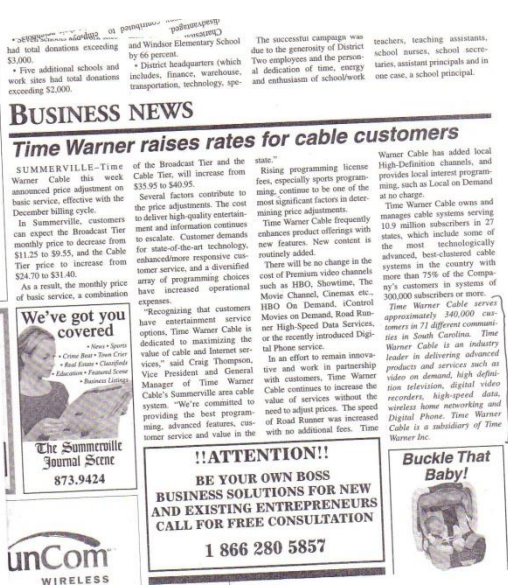 had total donations exceeding
$3,000.
• Five additional schools and
work sites had total donations
exceeding $2,000.
disadvantaged.
and Windsor Elementary School
by 66 percent.
• District headquarters (which
includes, finance, warehouse,
transportation, technology, spe-
The successful campaign was
due to the generosity of District
Two employees and the person-
al dedication of time, energy
and enthusiasm of school/work
teachers, teaching assistants,
school nurses, school secre-
taries, assistant principals and in
one case, a school principal.
BUSINESS NEWS
Time Warner raises rates for cable customers
SUMMERVILLE–Time
Warner Cable this week
announced price adjustment on
basic service, effective with the
December billing cycle.
In Summerville, customers
can expect the Broadcast Tier
monthly price to decrease from
$11.25 to $9.55, and the Cable
Tier price to increase from
$24.70 to $31.40.
As a result, the monthly price
of basic service, a combination
of the Broadcast Tier and the
Cable Tier, will increase from
$35.95 to $40.95.
Several factors contribute to
the price adjustments. The cost
to deliver high-quality entertain-
ment and information continues
to escalate. Customer demands
for state-of-the-art technology,
enhanced/more responsive cus-
tomer service, and a diversified
array of programming choices
have increased operational
expenses.
"Recognizing that customers
have entertainment service
options, Time Warner Cable is
dedicated to maximizing the
value of cable and Internet ser-
vices," said Craig Thompson,
Vice President and General
Manager of Time Warner
Cable's Summerville area cable
system. "We're committed to
providing the best program-
ming, advanced features, cus-
tomer service and value in the
state."
Rising programming license
fees, especially sports program-
ming, continue to be one of the
most significant factors in deter-
mining price adjustments.
Time Warner Cable frequently
enhances product offerings with
new features. New content is
routinely added.
There will be no change in the
cost of Premium video channels
such as HBO, Showtime, The
Movie Channel, Cinemax etc.,
HBO On Demand, iControl
Movies on Demand, Road Run-
ner High-Speed Data Services,
or the recently introduced Digi-
tal Phone service.
In an effort to remain innova-
tive and work in partnership
with customers, Time Warner
Cable continues to increase the
value of services without the
need to adjust prices. The speed
of Road Runner was increased
with no additional fees. Time
Warner Cable has added local
High-Definition channels, and
provides local interest program-
ming, such as Local on Demand
at no charge.
Time Warner Cable owns and
manages cable systems serving
10.9 million subscribers in 27
states, which include some of
the most technologically
advanced, best-clustered cable
systems in the country with
more than 75% of the Compa-
ny's customers in systems of
300,000 subscribers or more.
Time Warner Cable serves
approximately 340,000 cus-
tomers in 71 different communi-
ties in South Carolina. Time
Warner Cable is an industry
leader in delivering advanced
products and services such as
video on demand, high defini-
tion television, digital video
recorders, high-speed data,
wireless home networking and
Digital Phone. Time Warner
Cable is a subsidiary of Time
Warner Inc.
We've got you
covered
• News • Sports
• Crime Beat • Town Crier
• Real Estate • Classifieds
• Education • Featured Scene
• Business Listings
The Summerville
Journal Scene
873.9424
!!ATTENTION!!
BE YOUR OWN BOSS
BUSINESS SOLUTIONS FOR NEW
AND EXISTING ENTREPRENEURS
CALL FOR FREE CONSULTATION
1 866 280 5857
Buckle That
Baby!
unCom
WIRELESS